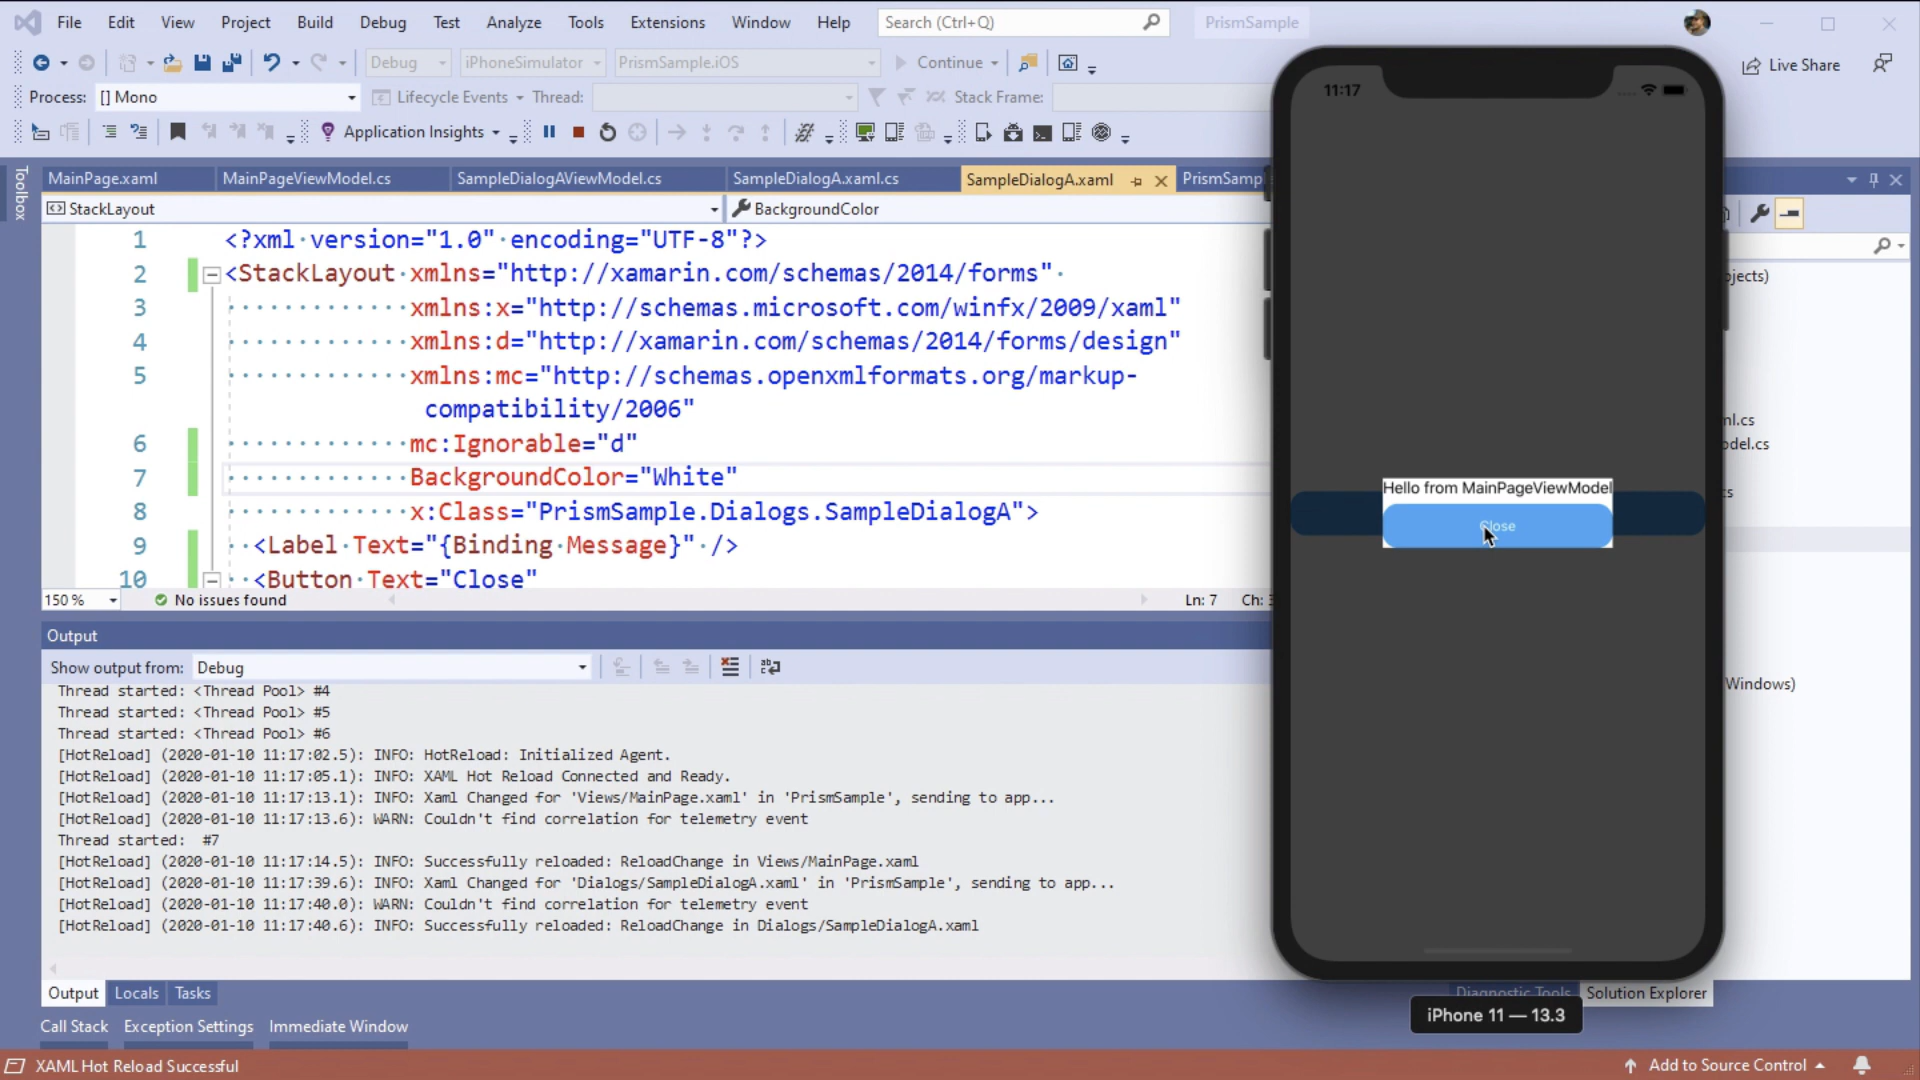 File Edit View Project Build Debug Test Analyze Tools Extensions Window Help Search (Ctrl+Q) PrismSample
Debug iPhoneSimulator PrismSample.iOS Continue Live Share
Process: [] Mono Lifecycle Events Thread: Stack Frame:
Application Insights
Toolbox
MainPage.xaml MainPageViewModel.cs SampleDialogAViewModel.cs SampleDialogA.xaml.cs SampleDialogA.xaml PrismSamp
StackLayout BackgroundColor
1 <?xml·version="1.0"·encoding="UTF-8"?>
2 <StackLayout·xmlns="http://xamarin.com/schemas/2014/forms"·
3 xmlns:x="http://schemas.microsoft.com/winfx/2009/xaml"
4 xmlns:d="http://xamarin.com/schemas/2014/forms/design"
5 xmlns:mc="http://schemas.openxmlformats.org/markup-
compatibility/2006"
6 mc:Ignorable="d"
7 BackgroundColor="White"
8 x:Class="PrismSample.Dialogs.SampleDialogA">
9 <Label·Text="{Binding·Message}"·/>
10 <Button·Text="Close"
150 % No issues found Ln: 7 Ch:
Output
Show output from: Debug
Thread started: <Thread Pool> #4
Thread started: <Thread Pool> #5
Thread started: <Thread Pool> #6
[HotReload] (2020-01-10 11:17:02.5): INFO: HotReload: Initialized Agent.
[HotReload] (2020-01-10 11:17:05.1): INFO: XAML Hot Reload Connected and Ready.
[HotReload] (2020-01-10 11:17:13.1): INFO: Xaml Changed for 'Views/MainPage.xaml' in 'PrismSample', sending to app...
[HotReload] (2020-01-10 11:17:13.6): WARN: Couldn't find correlation for telemetry event
Thread started: #7
[HotReload] (2020-01-10 11:17:14.5): INFO: Successfully reloaded: ReloadChange in Views/MainPage.xaml
[HotReload] (2020-01-10 11:17:39.6): INFO: Xaml Changed for 'Dialogs/SampleDialogA.xaml' in 'PrismSample', sending to app...
[HotReload] (2020-01-10 11:17:40.0): WARN: Couldn't find correlation for telemetry event
[HotReload] (2020-01-10 11:17:40.6): INFO: Successfully reloaded: ReloadChange in Dialogs/SampleDialogA.xaml
Output Locals Tasks
Call Stack Exception Settings Immediate Window
XAML Hot Reload Successful
11:17
Hello from MainPageViewModel
Close
iPhone 11 — 13.3
ojects)
ml.cs
odel.cs
cs
Windows)
Diagnostic Tools Solution Explorer
Add to Source Control